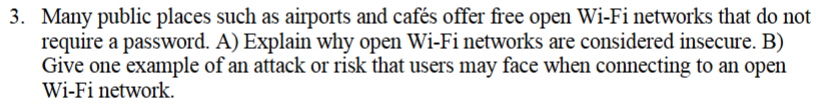 3. Many public places such as airports and cafés offer free open Wi-Fi networks that do not
require a password. A) Explain why open Wi-Fi networks are considered insecure. B)
Give one example of an attack or risk that users may face when connecting to an open
Wi-Fi network.